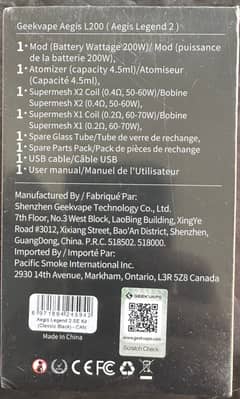 Geekvape Aegis L200 ( Aegis Legend 2 )
1* Mod (Battery Wattage 200W)/ Mod (puissance
de la batterie 200W),
1* Atomizer (capacity 4.5ml)/Atomiseur
(Capacité 4.5ml),
1* Supermesh X2 Coil (0.4Ω, 50-60W)/Bobine
Supermesh X2 (0.4Ω, 50-60W),
1* Supermesh X1 Coil (0.2Ω, 60-70W)/Bobine
Supermesh X1 (0.2Ω, 60-70W)
1* Spare Glass Tube/Tube de verre de rechange,
1* Spare Parts Pack/Pack de pièces de rechange
1* USB cable/Câble USB
1* User manual/Manuel de l'Utilisateur
Manufactured By / Fabriqué Par:
Shenzhen Geekvape Technology Co., Ltd.
7th Floor, No.3 West Block, LaoBing Building, XingYe
Road #3012, Xixiang Street, Bao'An District, Shenzhen,
GuangDong, China, P.R.C. 518502. 518000.
Imported By / Importé Par:
Pacific Smoke International Inc.
2930 14th Avenue, Markham, Ontario, L3R 5Z8 Canada
Aegis Legend 2 SE Kit
(Classic Black) - CAN
Made In China
GEEKVAPE
www.geekvape.com
Scratch Check